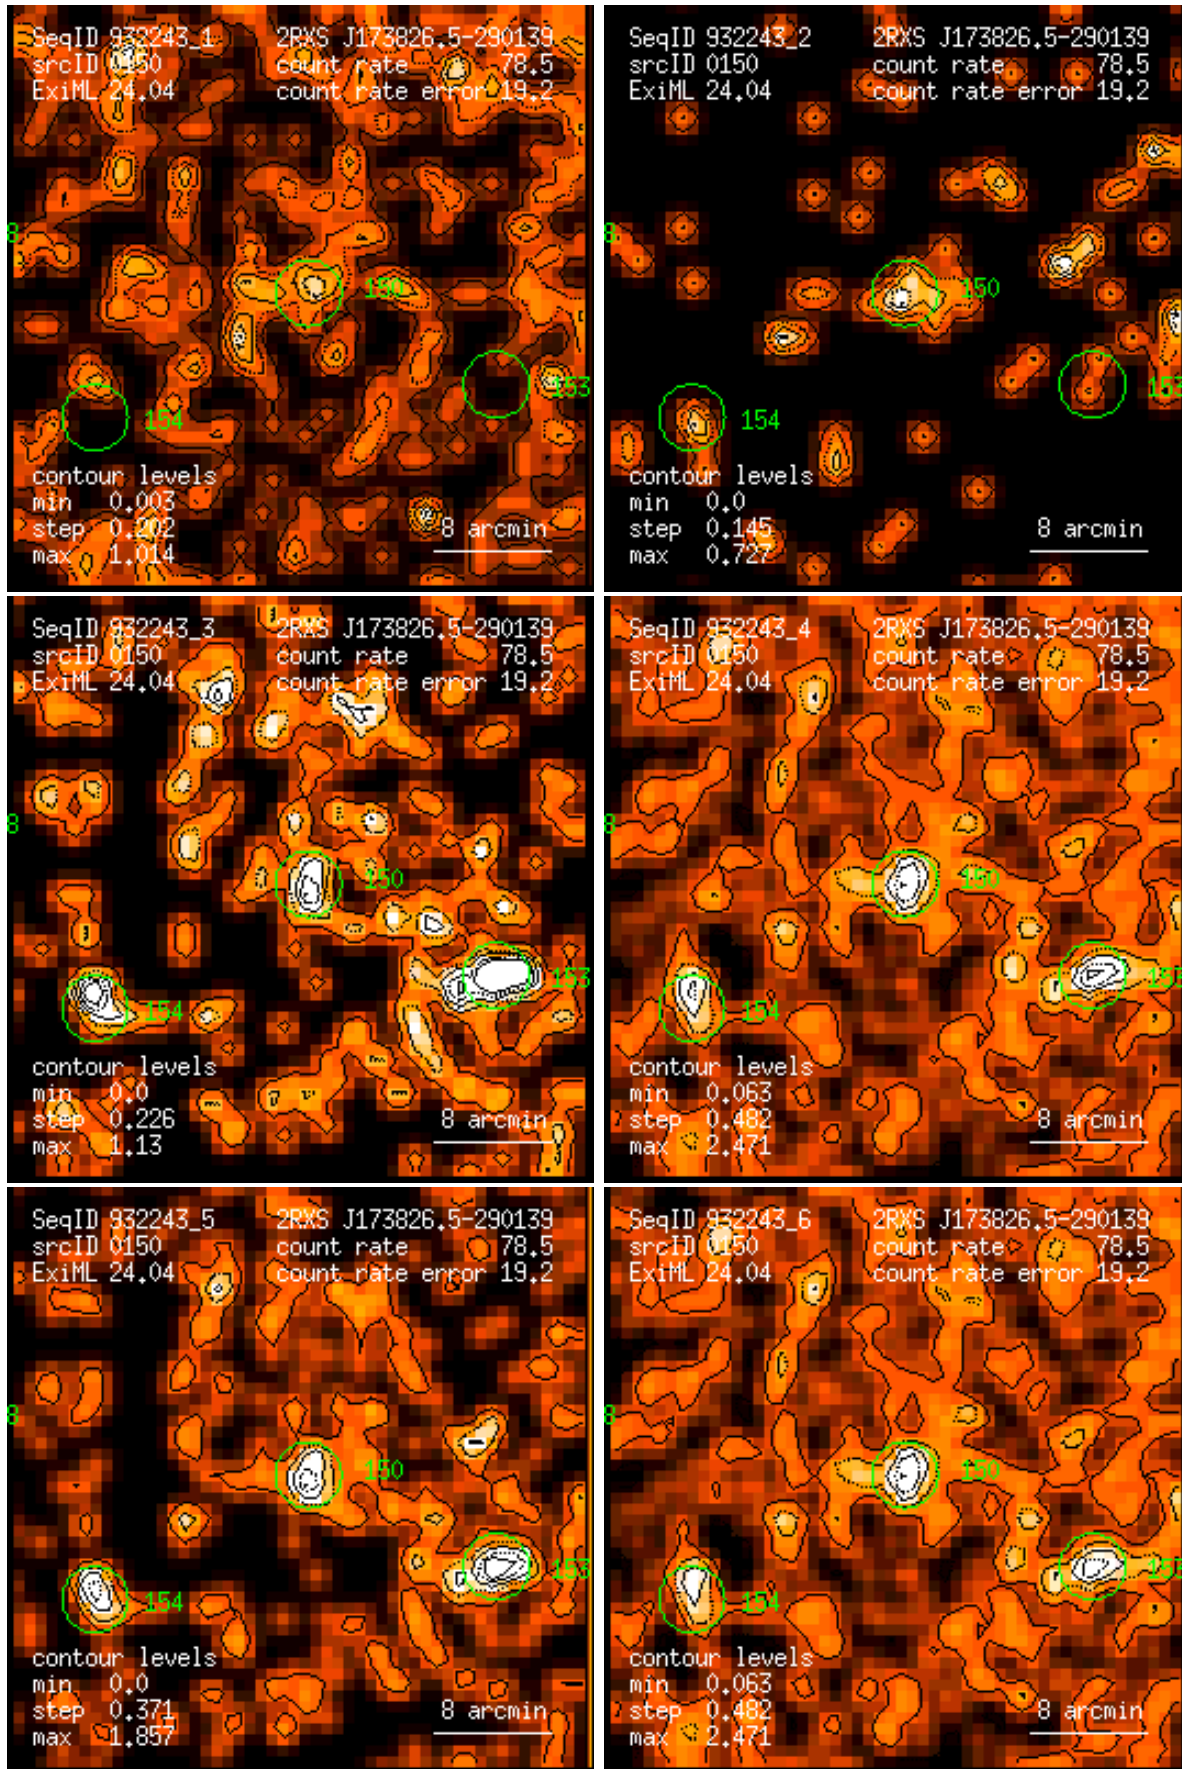 SeqID 932243_1 2RXS J173826.5-290139
srcID 0150 count rate 78.5
ExiML 24.04 count rate error 19.2
8
150
153
154
contour levels
min 0.003
step 0.202 8 arcmin
max 1.014
SeqID 932243_2 2RXS J173826.5-290139
srcID 0150 count rate 78.5
ExiML 24.04 count rate error 19.2
8
150
153
154
contour levels
min 0.0
step 0.145 8 arcmin
max 0.727
SeqID 932243_3 2RXS J173826.5-290139
srcID 0150 count rate 78.5
ExiML 24.04 count rate error 19.2
8
150
153
154
contour levels
min 0.0
step 0.226 8 arcmin
max 1.13
SeqID 932243_4 2RXS J173826.5-290139
srcID 0150 count rate 78.5
ExiML 24.04 count rate error 19.2
8
150
153
154
contour levels
min 0.063
step 0.482 8 arcmin
max 2.471
SeqID 932243_5 2RXS J173826.5-290139
srcID 0150 count rate 78.5
ExiML 24.04 count rate error 19.2
8
150
153
154
contour levels
min 0.0
step 0.371 8 arcmin
max 1.857
SeqID 932243_6 2RXS J173826.5-290139
srcID 0150 count rate 78.5
ExiML 24.04 count rate error 19.2
8
150
153
154
contour levels
min 0.063
step 0.482 8 arcmin
max 2.471